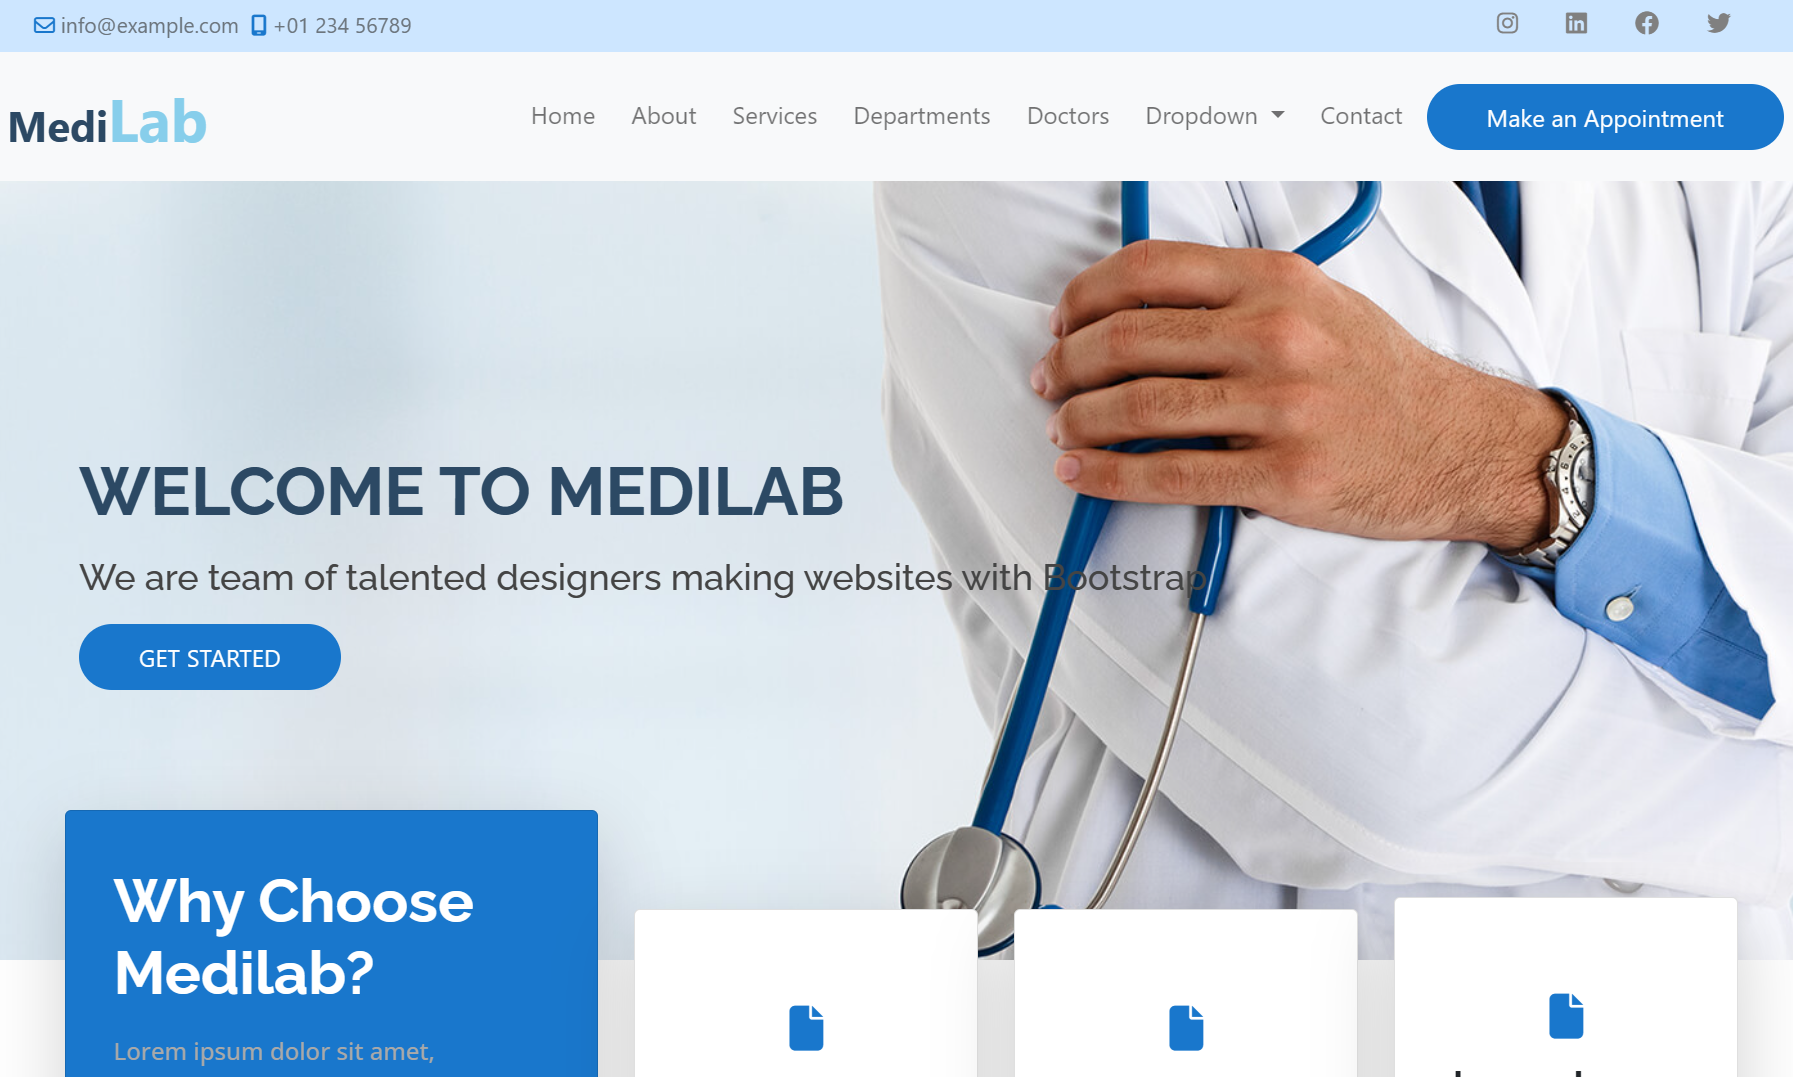 info@example.com +01 234 56789
MediLab
Home About Services Departments Doctors Dropdown Contact Make an Appointment
WELCOME TO MEDILAB
We are team of talented designers making websites with Bootstrap
GET STARTED
Why Choose
Medilab?
Lorem ipsum dolor sit amet,